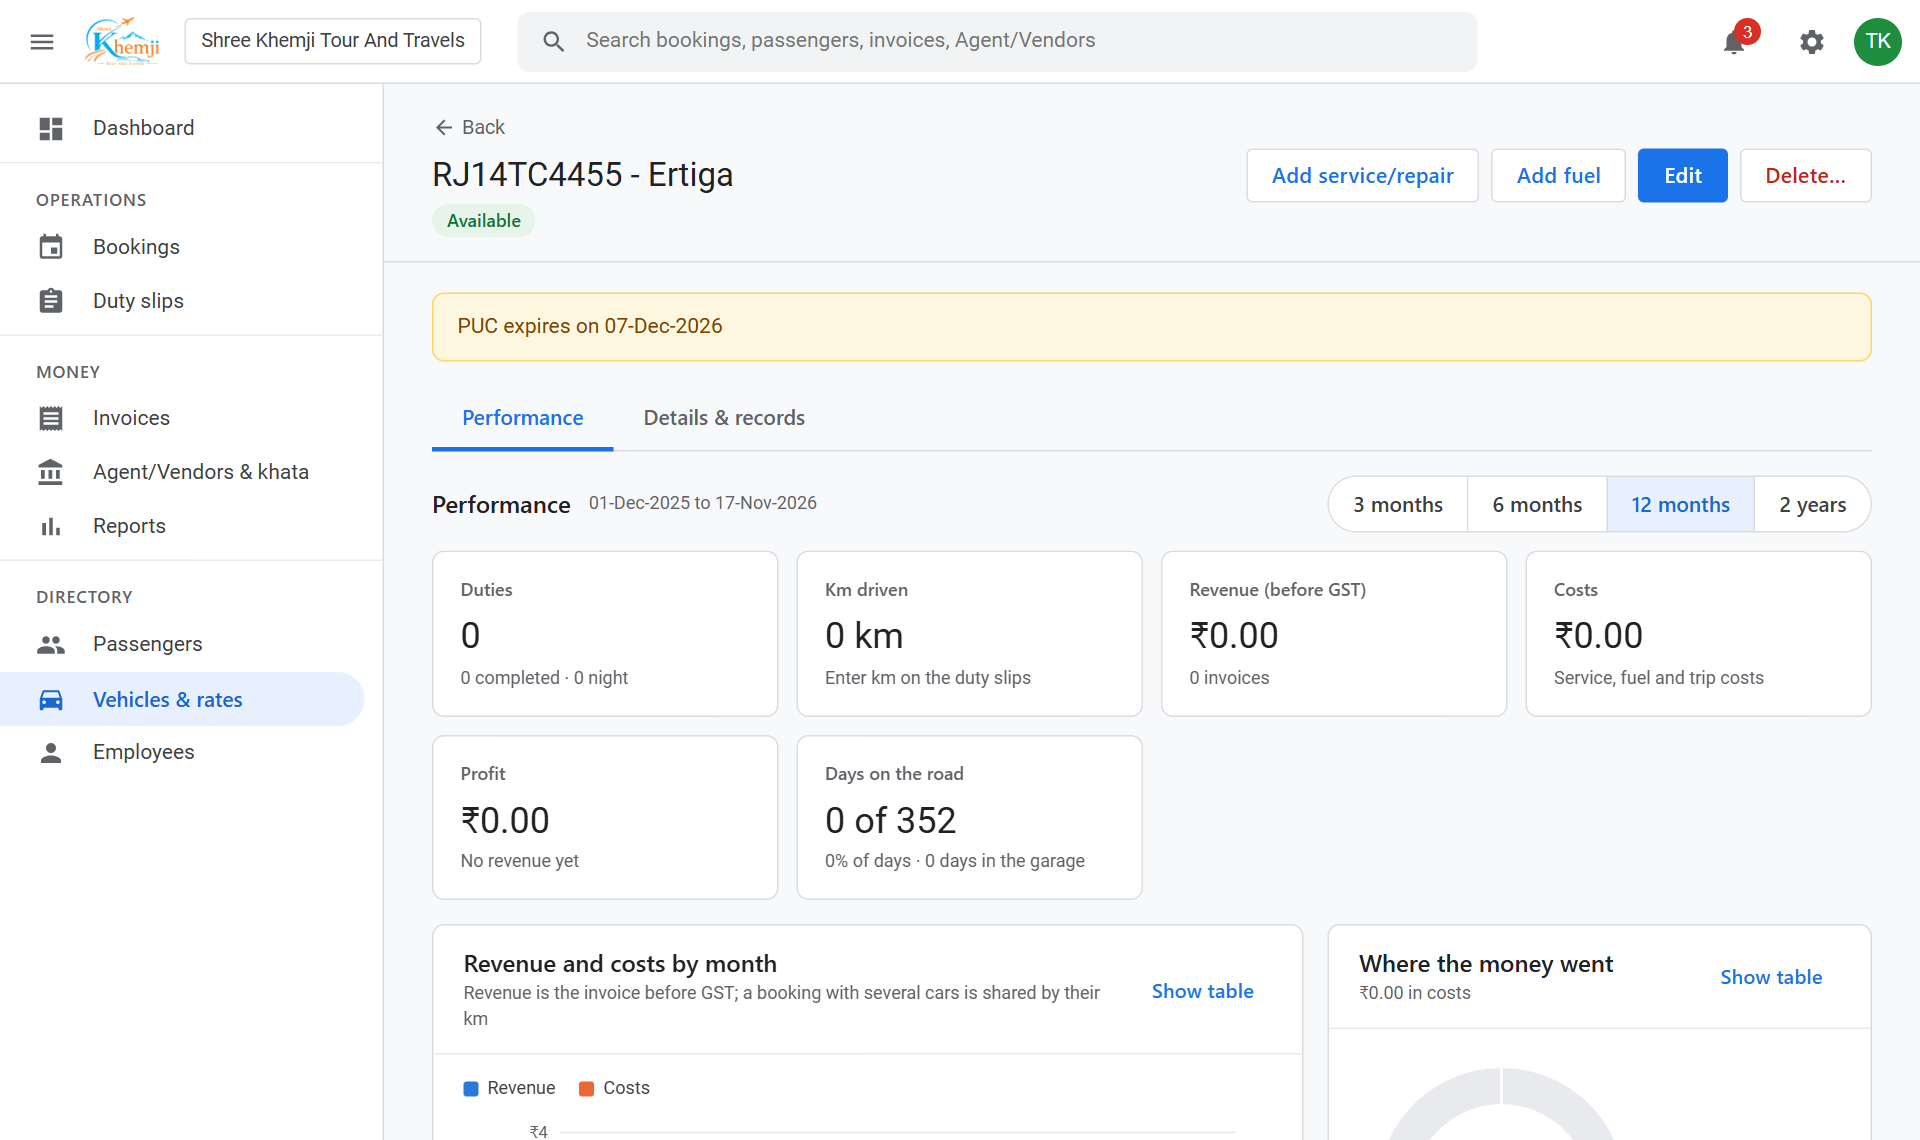 Khemji
Shree Khemji Tour And Travels
Search bookings, passengers, invoices, Agent/Vendors
3
TK
Dashboard
OPERATIONS
Bookings
Duty slips
MONEY
Invoices
Agent/Vendors & khata
Reports
DIRECTORY
Passengers
Vehicles & rates
Employees
Back
RJ14TC4455 - Ertiga
Available
Add service/repair
Add fuel
Edit
Delete...
PUC expires on 07-Dec-2026
Performance
Details & records
Performance 01-Dec-2025 to 17-Nov-2026
3 months
6 months
12 months
2 years
Duties
0
0 completed · 0 night
Km driven
0 km
Enter km on the duty slips
Revenue (before GST)
₹0.00
0 invoices
Costs
₹0.00
Service, fuel and trip costs
Profit
₹0.00
No revenue yet
Days on the road
0 of 352
0% of days · 0 days in the garage
Revenue and costs by month
Revenue is the invoice before GST; a booking with several cars is shared by their
km
Show table
Revenue
Costs
₹4
Where the money went
₹0.00 in costs
Show table